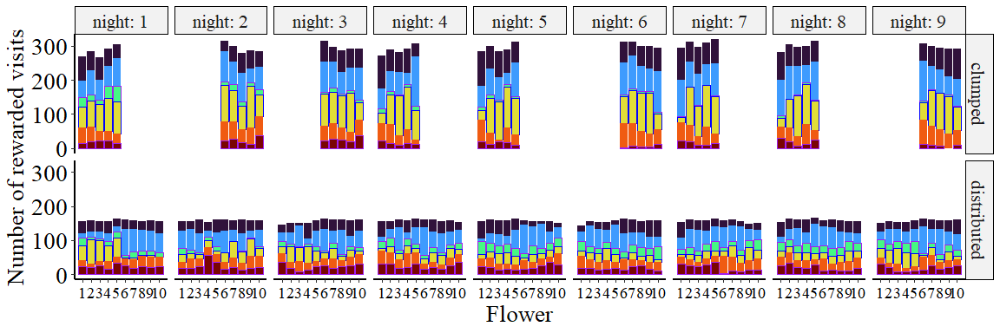 night: 1 night: 2 night: 3 night: 4 night: 5 night: 6 night: 7 night: 8 night: 9
Number of rewarded visits
300
200
100
0
clumped
300
200
100
0
distributed
12345678910 12345678910 12345678910 12345678910 12345678910 12345678910 12345678910 12345678910 12345678910
Flower